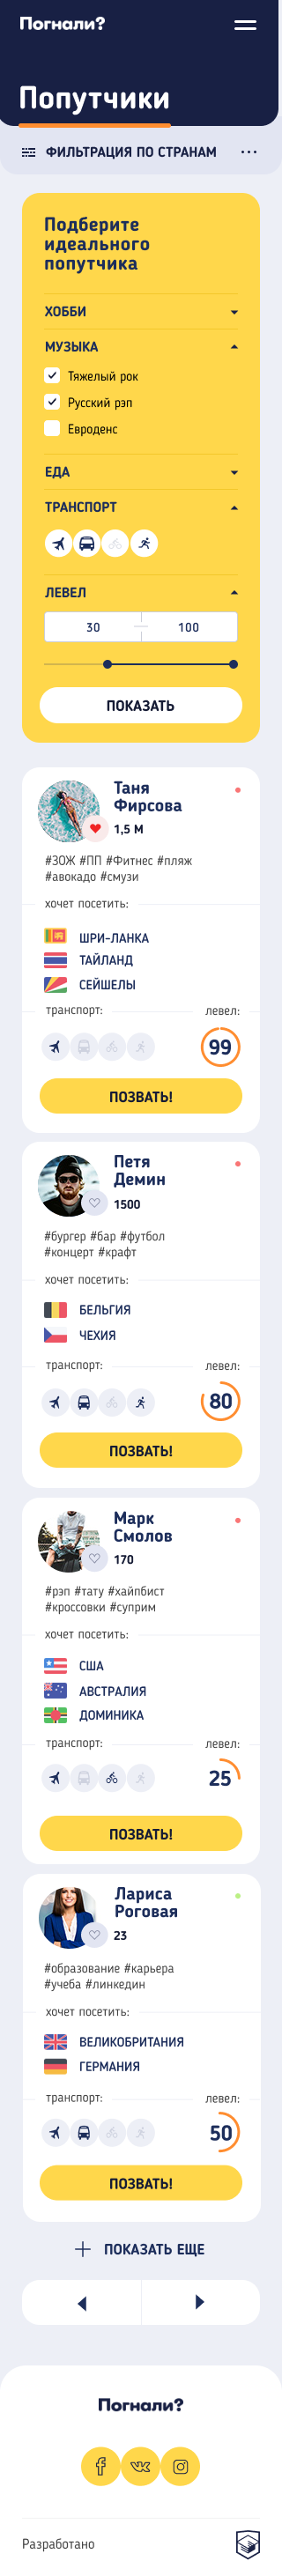 Погнали?
Попутчики
ФИЛЬТРАЦИЯ ПО СТРАНАМ
Подберите
идеального
попутчика
ХОББИ
МУЗЫКА
Тяжелый рок
Русский рэп
Евроденс
ЕДА
ТРАНСПОРТ
ЛЕВЕЛ
30 — 100
ПОКАЗАТЬ
Таня
Фирсова
1,5 М
#ЗОЖ #ПП #Фитнес #пляж
#авокадо #смузи
хочет посетить:
ШРИ-ЛАНКА
ТАЙЛАНД
СЕЙШЕЛЫ
транспорт: левел:
99
ПОЗВАТЬ!
Петя
Демин
1500
#бургер #бар #футбол
#концерт #крафт
хочет посетить:
БЕЛЬГИЯ
ЧЕХИЯ
транспорт: левел:
80
ПОЗВАТЬ!
Марк
Смолов
170
#рэп #тату #хайпбист
#кроссовки #суприм
хочет посетить:
США
АВСТРАЛИЯ
ДОМИНИКА
транспорт: левел:
25
ПОЗВАТЬ!
Лариса
Роговая
23
#образование #карьера
#учеба #линкедин
хочет посетить:
ВЕЛИКОБРИТАНИЯ
ГЕРМАНИЯ
транспорт: левел:
50
ПОЗВАТЬ!
ПОКАЗАТЬ ЕЩЕ
Погнали?
Разработано